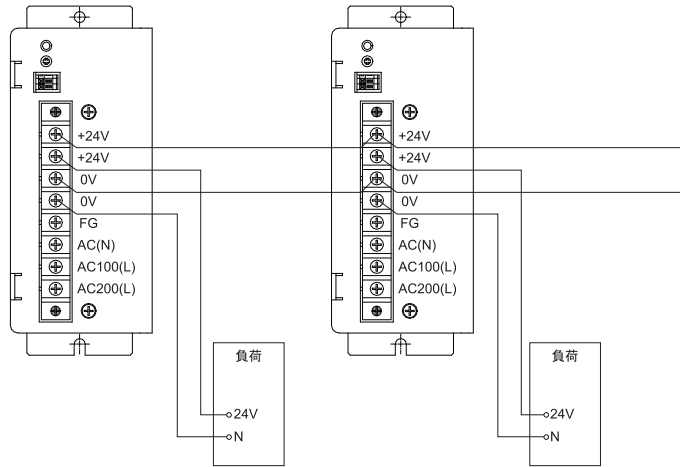 +24V
+24V
0V
0V
FG
AC(N)
AC100(L)
AC200(L)
負荷
24V
N
+24V
+24V
0V
0V
FG
AC(N)
AC100(L)
AC200(L)
負荷
24V
N